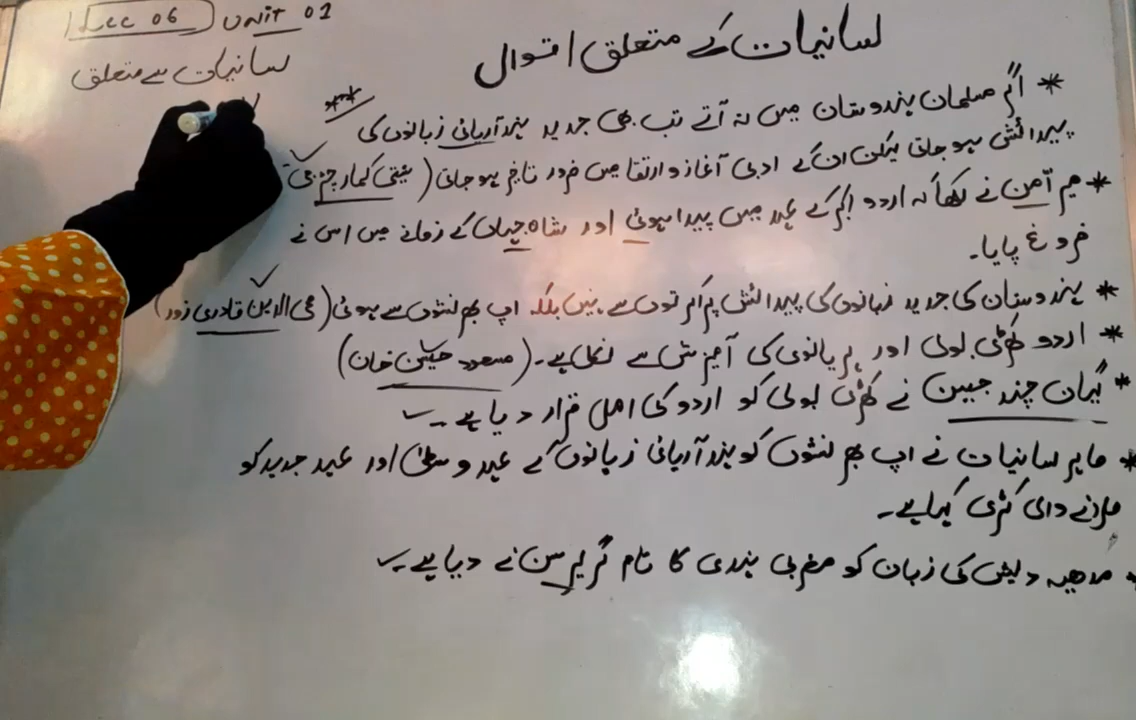 Lec 06 Unit 01
لسانیات سے متعلق
لسانیات کے متعلق اقوال
* اگر مسلمان ہندوستان میں نہ آتے تب بھی جدید ہند آریائی زبانوں کی
پیدائش ہو جاتی لیکن ان کے ادبی آغاز و ارتقا میں ضرور تاخیر ہو جاتی (سنیتی کمار چٹرجی
* میر آمن نے لکھا کہ اردو اکبر کے عہد میں پیدا ہوئی اور شاہ جہاں کے زمانے میں اس نے
فروغ پایا۔
* ہندوستان کی جدید زبانوں کی پیدائش پراکرتوں سے نہیں بلکہ اپ بھرنشوں سے ہوئی (محی الدین قادری زور)
* اردو کھڑی بولی اور ہریانوی کی آمیزش سے نکلی ہے۔ (مسعود حسین خان)
* گیان چند جین نے کھڑی بولی کو اردو کی اصل قرار دیا ہے۔
* ماہر لسانیات نے اپ بھرنشوں کو ہند آریائی زبانوں کے عہد وسطیٰ اور عہد جدید کو
ملانے والی کڑی کہا ہے۔
* مدھیہ دیش کی زبان کو مغربی ہندی کا نام گریرسن نے دیا ہے۔